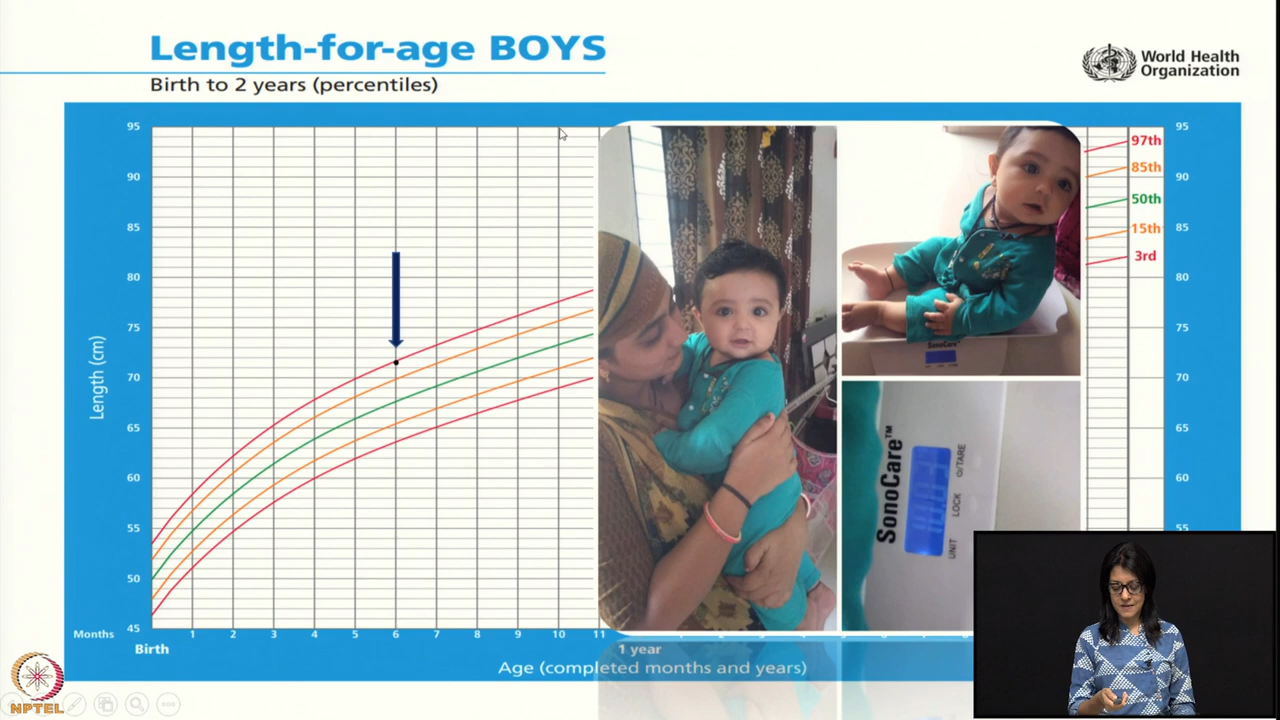 Length-for-age BOYS
Birth to 2 years (percentiles)
World Health
Organization
95
90
85
80
75
70
65
60
55
50
45
Length (cm)
97th
85th
50th
15th
3rd
95
90
85
80
75
70
65
60
55
SonoCare
SonoCare™
UNIT
LOCK
⏻/TARE
Months
1
2
3
4
5
6
7
8
9
10
11
Birth
1 year
Age (completed months and years)
NPTEL